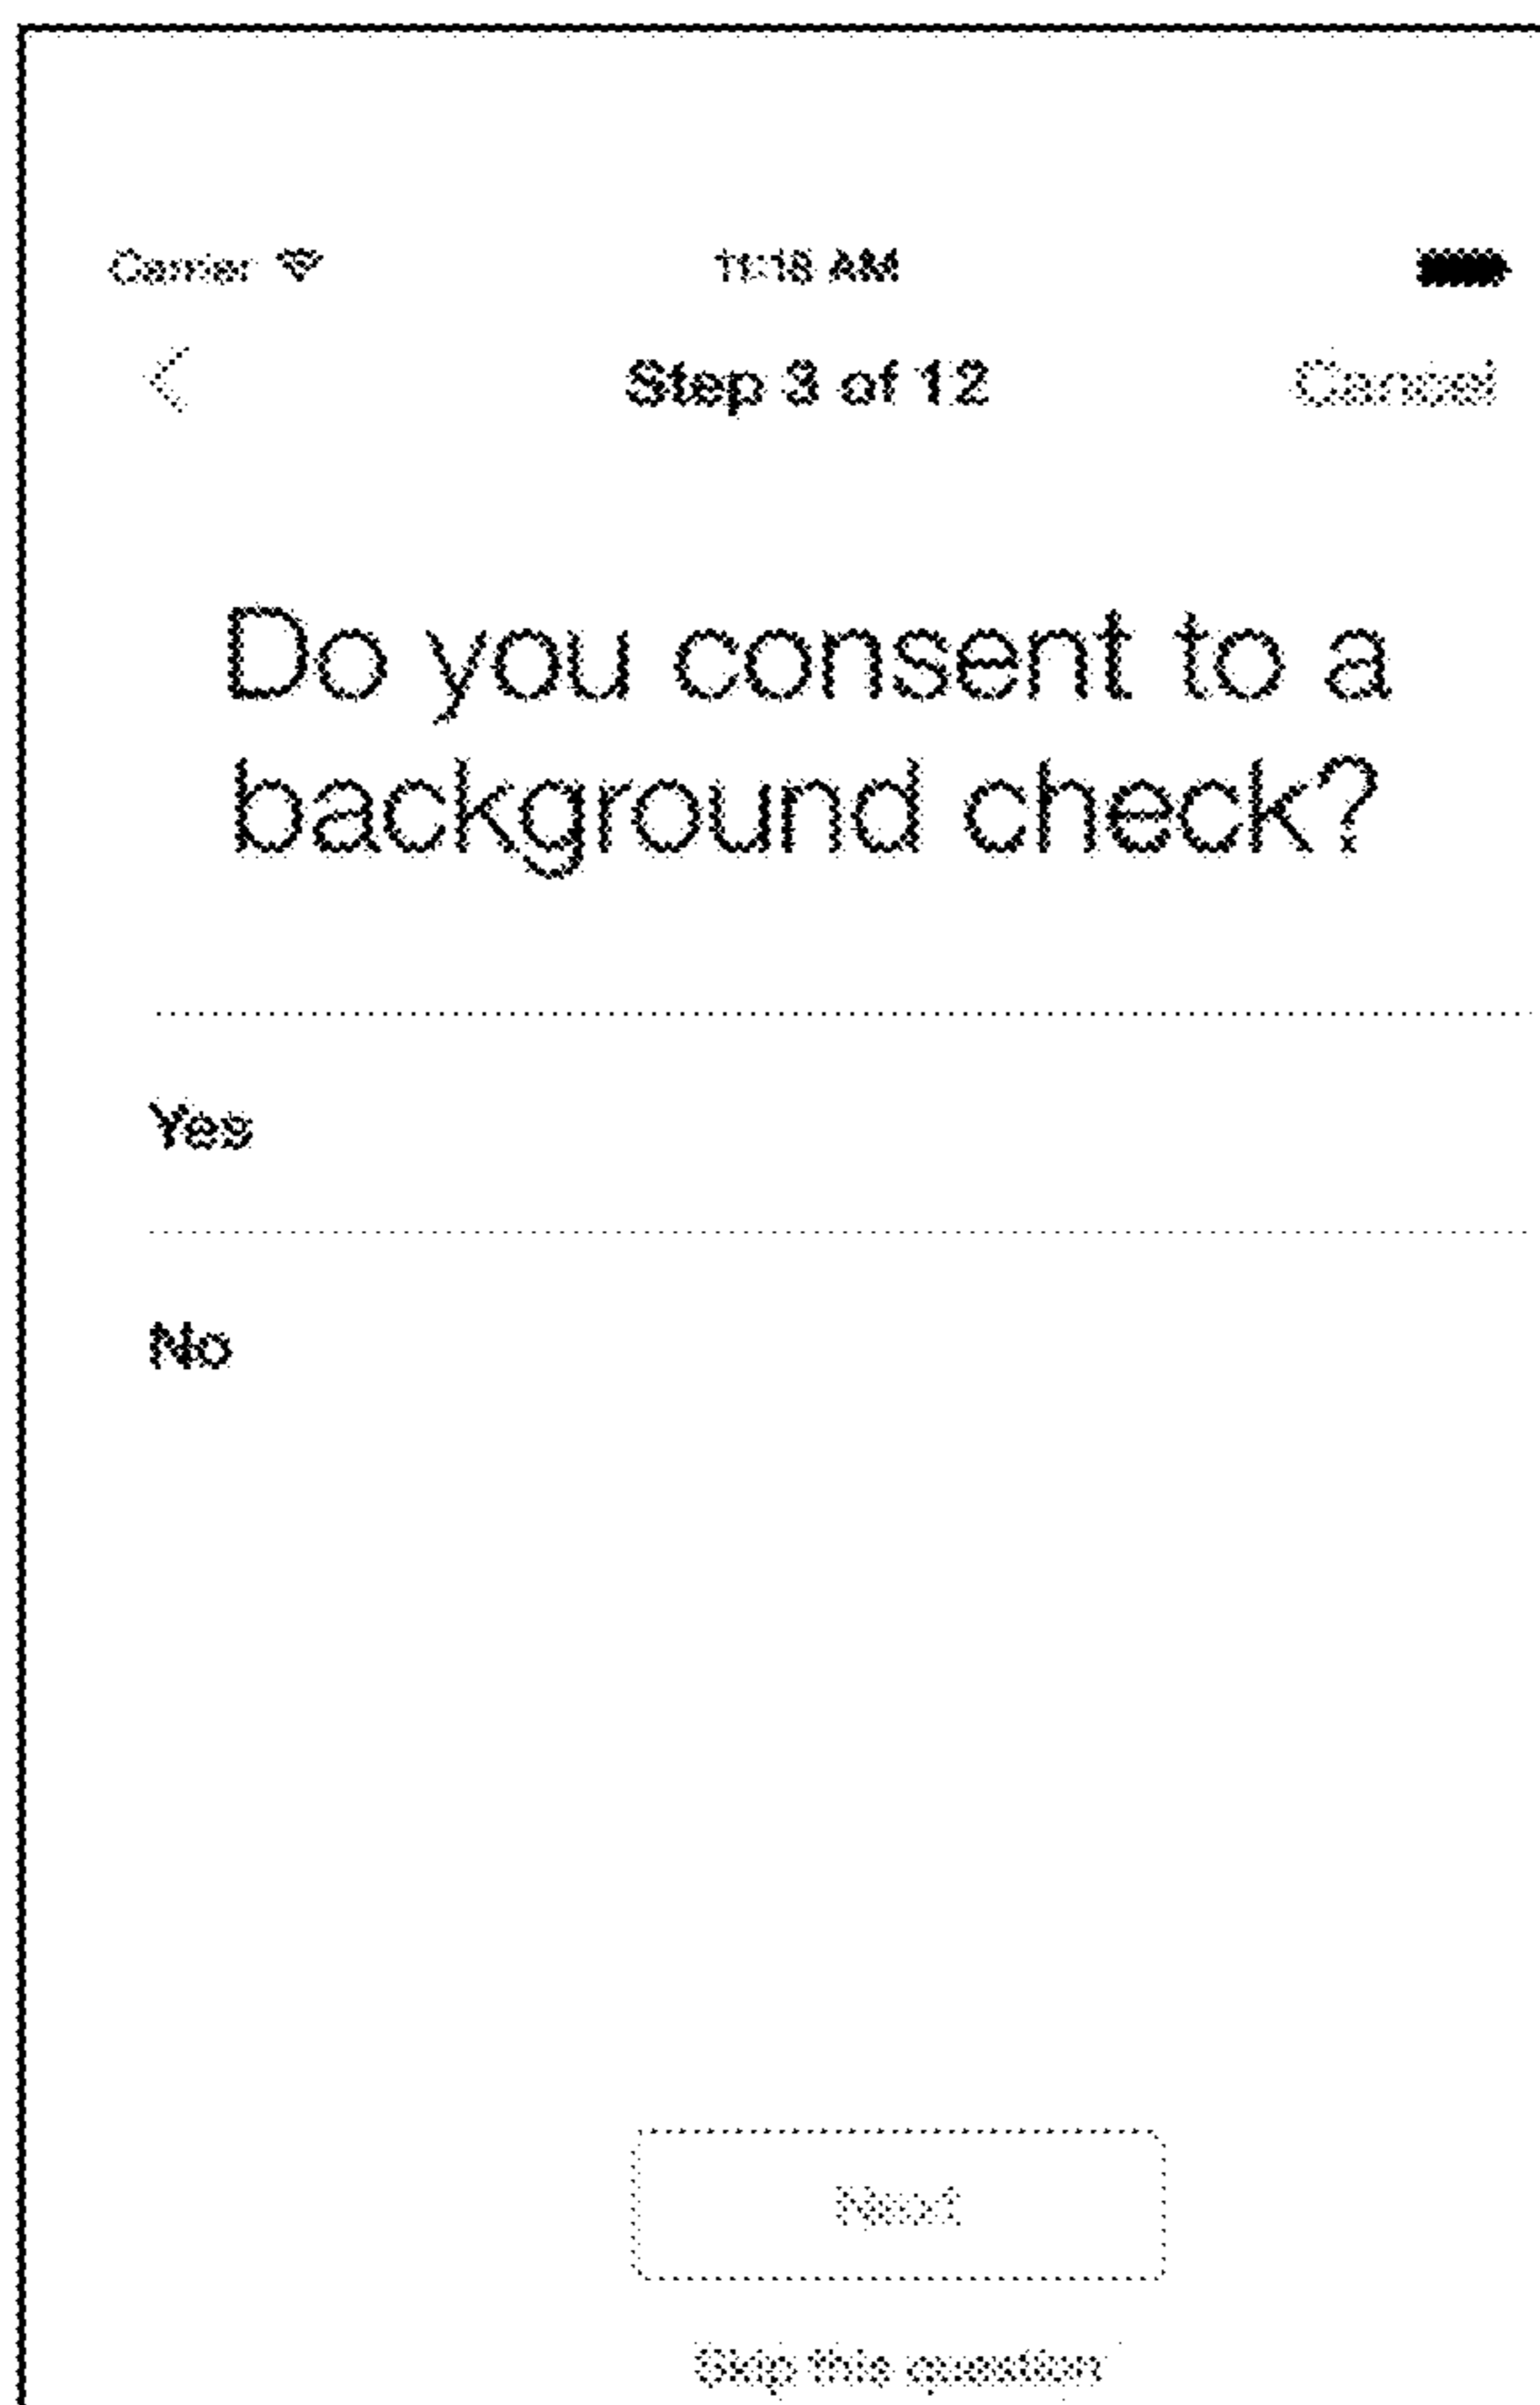 Carrier 11:18 AM
Step 3 of 12 Cancel
Do you consent to a
background check?
Yes
No
Next
Skip this question